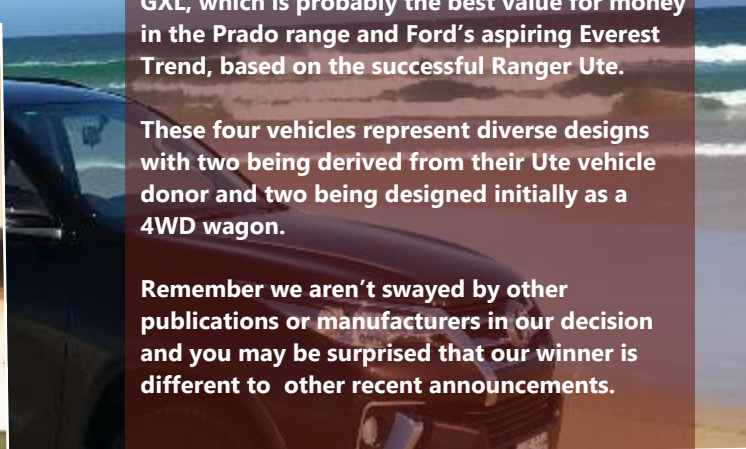 GXL, which is probably the best value for money
in the Prado range and Ford’s aspiring Everest
Trend, based on the successful Ranger Ute.
These four vehicles represent diverse designs
with two being derived from their Ute vehicle
donor and two being designed initially as a
4WD wagon.
Remember we aren’t swayed by other
publications or manufacturers in our decision
and you may be surprised that our winner is
different to  other recent announcements.